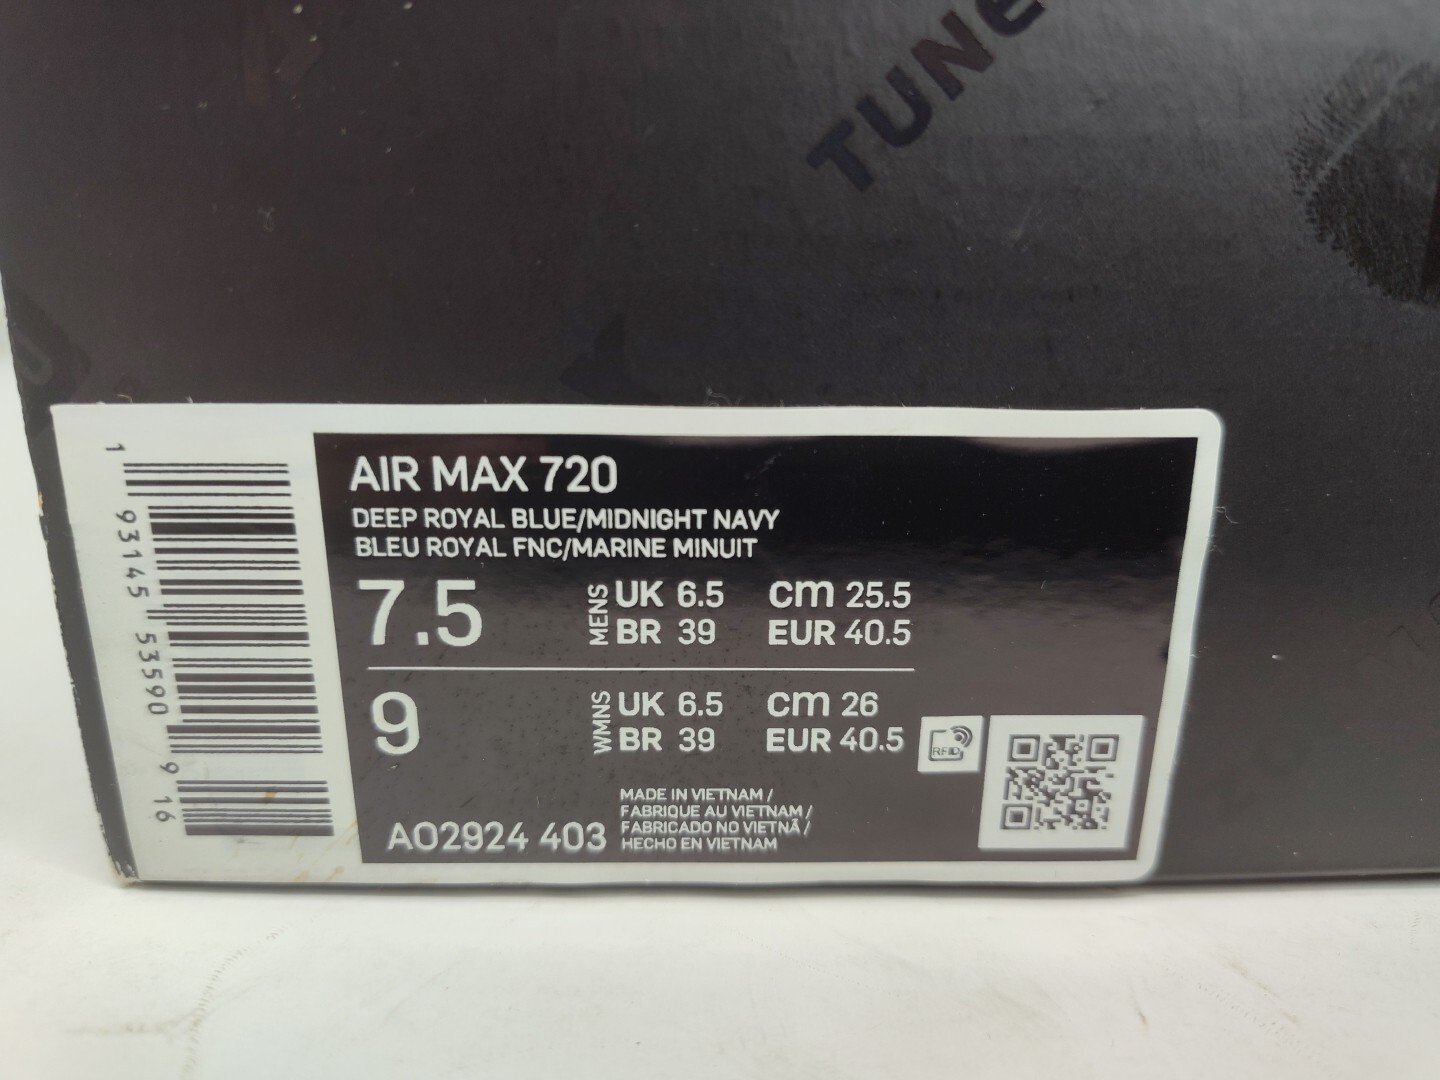 TUNE
AIR MAX 720
DEEP ROYAL BLUE/MIDNIGHT NAVY
BLEU ROYAL FNC/MARINE MINUIT
7.5 MENS UK 6.5 CM 25.5
BR 39 EUR 40.5
9 WMNS UK 6.5 CM 26
BR 39 EUR 40.5
RFID
AO2924 403
MADE IN VIETNAM /
FABRIQUE AU VIETNAM /
FABRICADO NO VIETNÃ /
HECHO EN VIETNAM
1 93145 53590 9 16